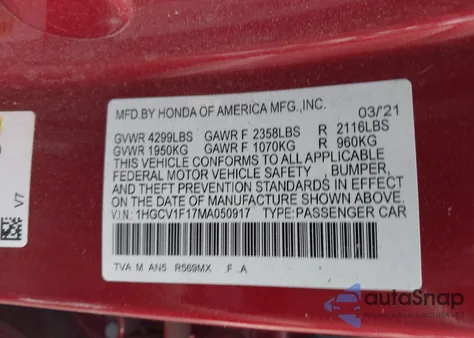 MFD.BY HONDA OF AMERICA MFG.,INC. 03/'21
GVWR 4299LBS GAWR F 2358LBS R 2116LBS
GVWR 1950KG GAWR F 1070KG R 960KG
THIS VEHICLE CONFORMS TO ALL APPLICABLE
FEDERAL MOTOR VEHICLE SAFETY , BUMPER,
AND THEFT PREVENTION STANDARDS IN EFFECT
ON THE DATE OF MANUFACTURE SHOWN ABOVE.
V.I.N: 1HGCV1F17MA050917 TYPE:PASSENGER CAR
TVA M AN5 R569MX .F ..A
V7
autoSnap